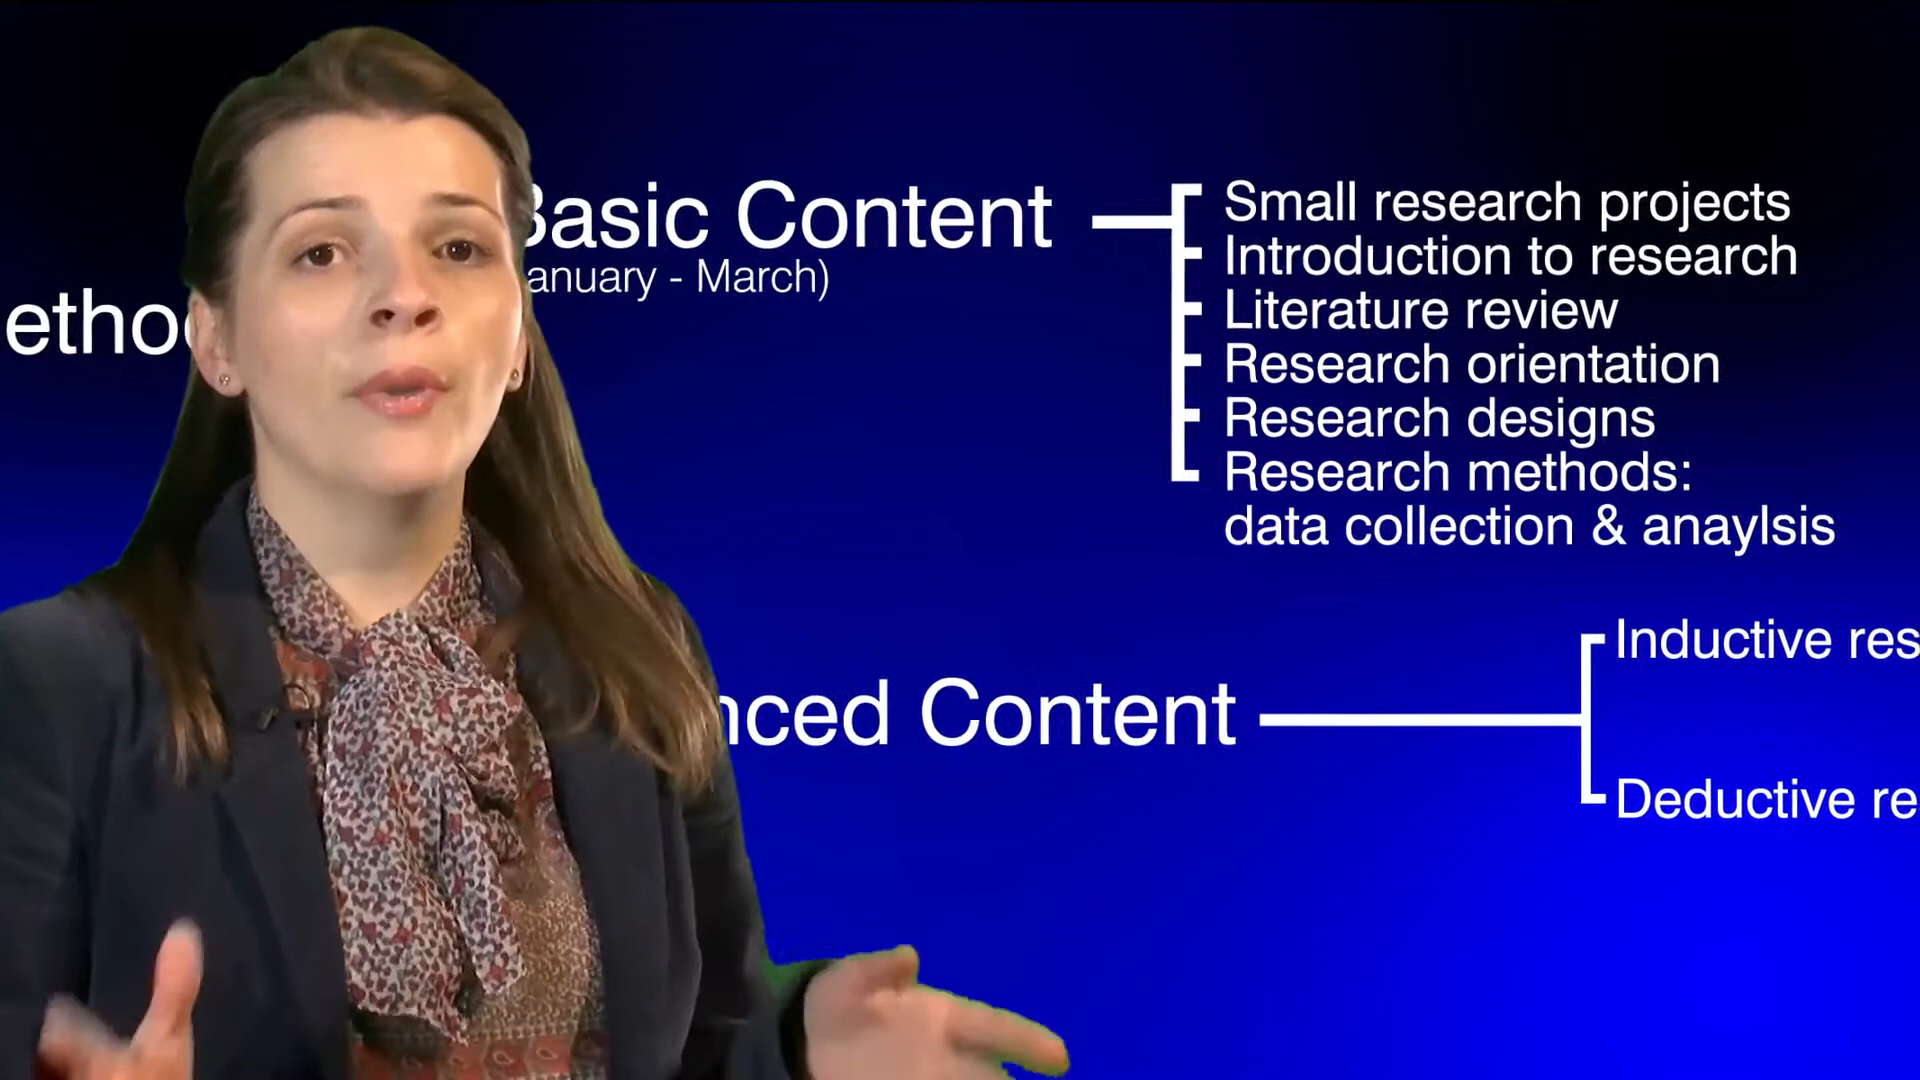 Basic Content
anuary - March)
etho
Small research projects
Introduction to research
Literature review
Research orientation
Research designs
Research methods:
data collection & anaylsis
nced Content
Inductive res
Deductive re